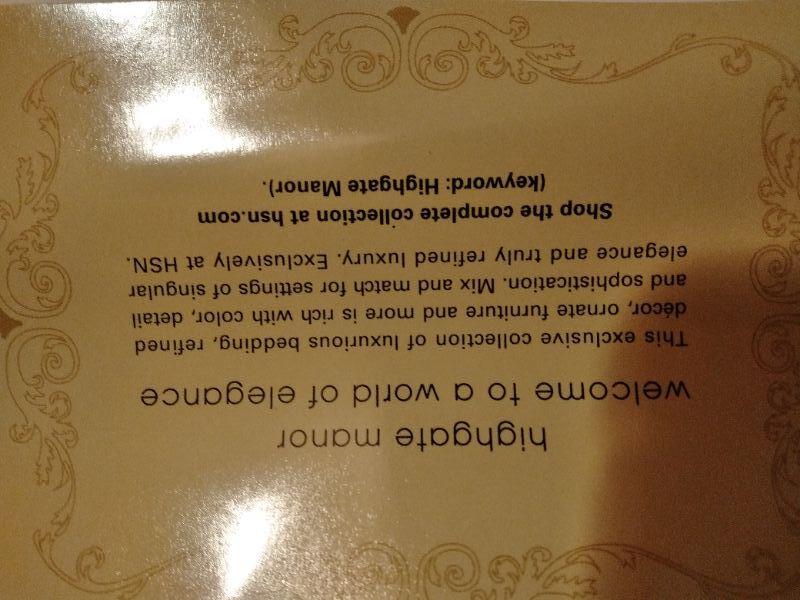 highgate manor
welcome to a world of elegance
This exclusive collection of luxurious bedding, refined
décor, ornate furniture and more is rich with color, detail
and sophistication. Mix and match for settings of singular
elegance and truly refined luxury. Exclusively at HSN.
Shop the complete collection at hsn.com
(keyword: Highgate Manor).